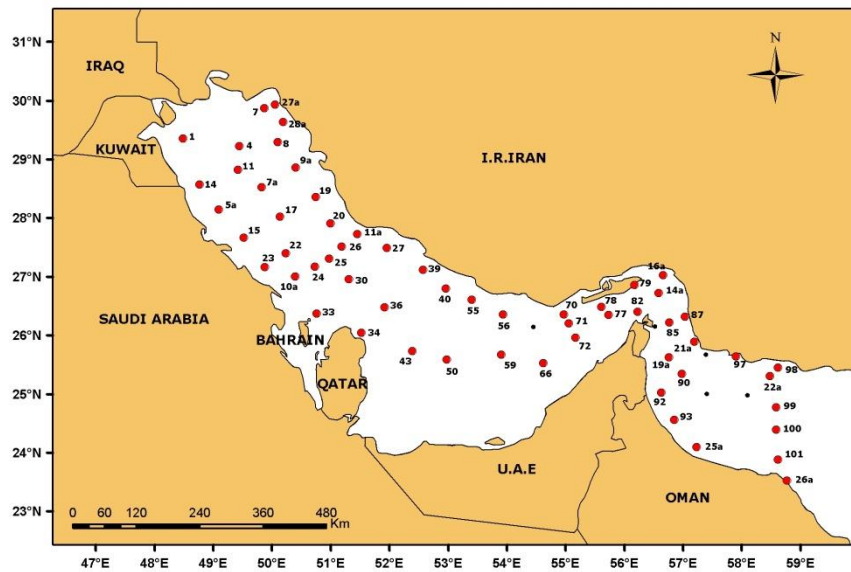 N
31°N
30°N
29°N
28°N
27°N
26°N
25°N
24°N
23°N
IRAQ
KUWAIT
I.R.IRAN
SAUDI ARABIA
BAHRAIN
QATAR
U.A.E
OMAN
7
27a
28a
1
4
8
9a
11
14
7a
19
5a
17
20
15
11a
22
26
27
23
25
24
10a
30
39
40
55
33
36
34
56
43
50
59
66
70
71
72
78
77
79
82
16a
14a
87
85
21a
19a
97
98
90
22a
92
99
93
100
25a
101
26a
0 30 60 120 240 360 480
Km
47°E 48°E 49°E 50°E 51°E 52°E 53°E 54°E 55°E 56°E 57°E 58°E 59°E